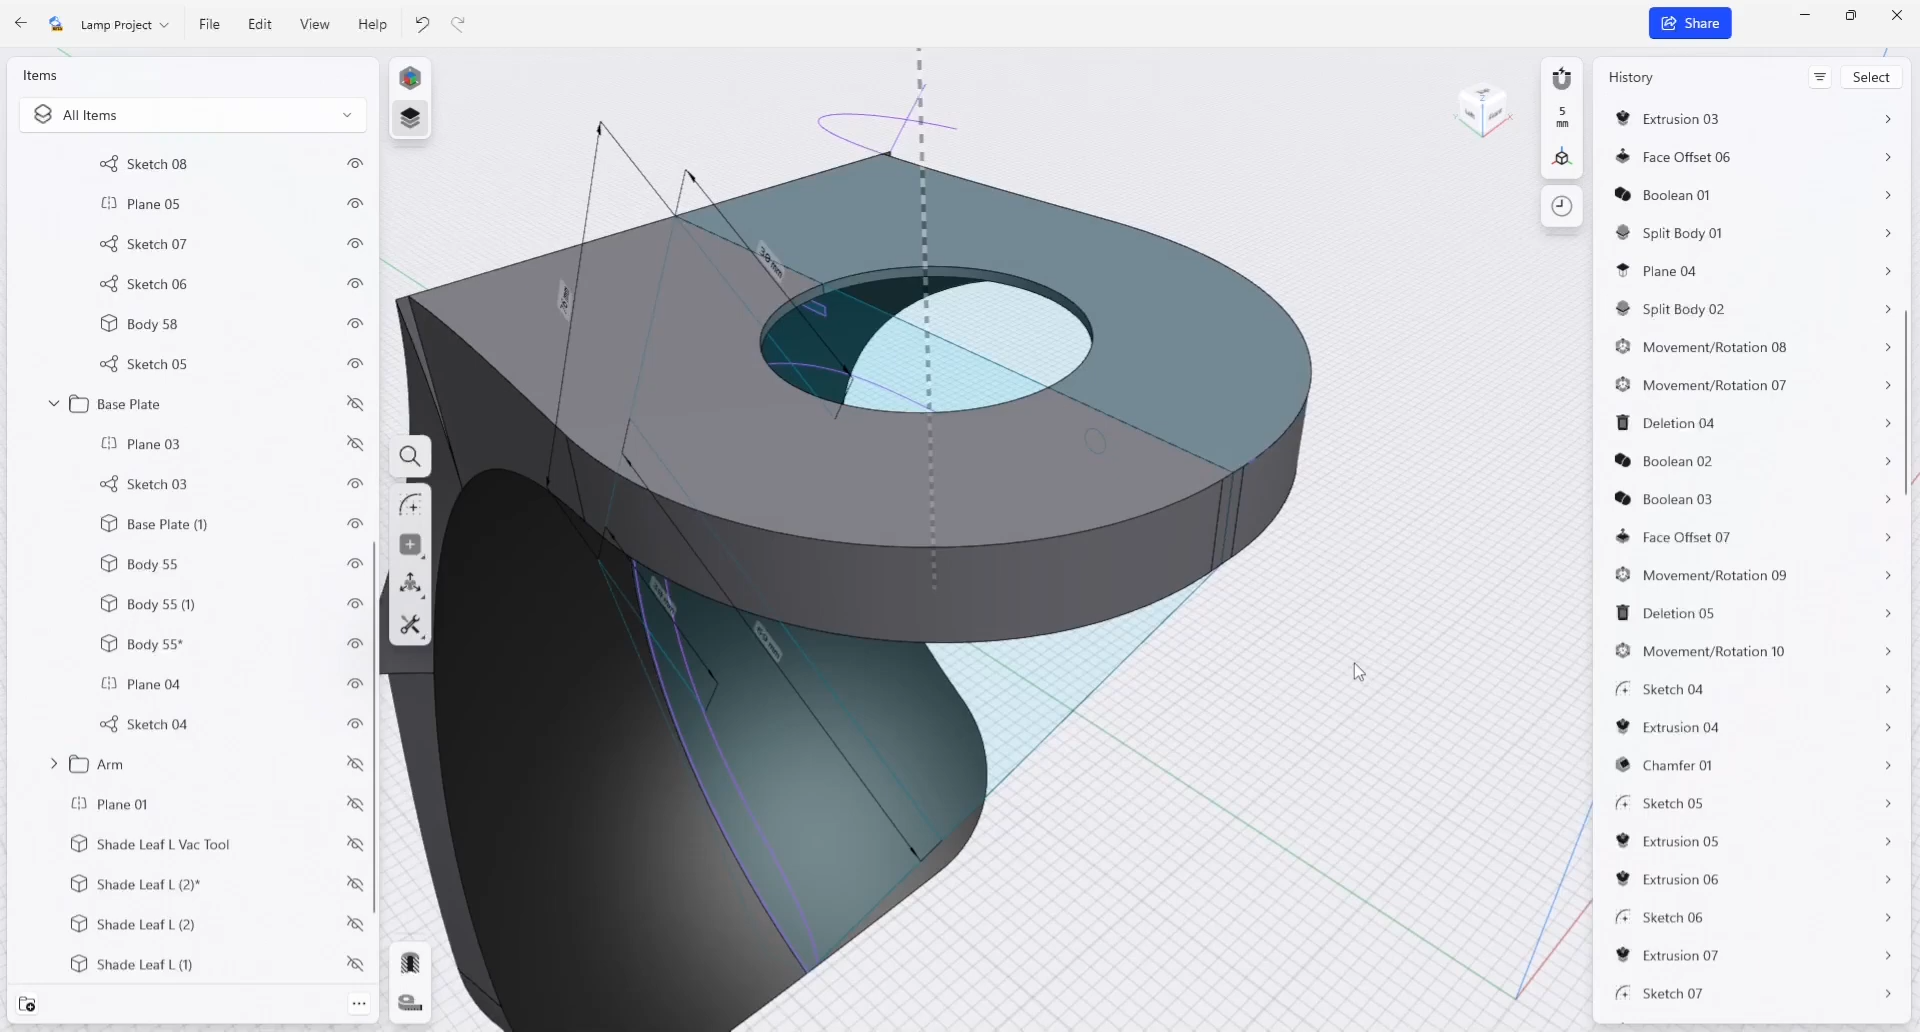 Lamp Project
File
Edit
View
Help
Share
Items
All Items
Sketch 08
Plane 05
Sketch 07
Sketch 06
Body 58
Sketch 05
Base Plate
Plane 03
Sketch 03
Base Plate (1)
Body 55
Body 55 (1)
Body 55*
Plane 04
Sketch 04
Arm
Plane 01
Shade Leaf L Vac Tool
Shade Leaf L (2)*
Shade Leaf L (2)
Shade Leaf L (1)
38 mm
5
mm
History
Select
Extrusion 03
Face Offset 06
Boolean 01
Split Body 01
Plane 04
Split Body 02
Movement/Rotation 08
Movement/Rotation 07
Deletion 04
Boolean 02
Boolean 03
Face Offset 07
Movement/Rotation 09
Deletion 05
Movement/Rotation 10
Sketch 04
Extrusion 04
Chamfer 01
Sketch 05
Extrusion 05
Extrusion 06
Sketch 06
Extrusion 07
Sketch 07